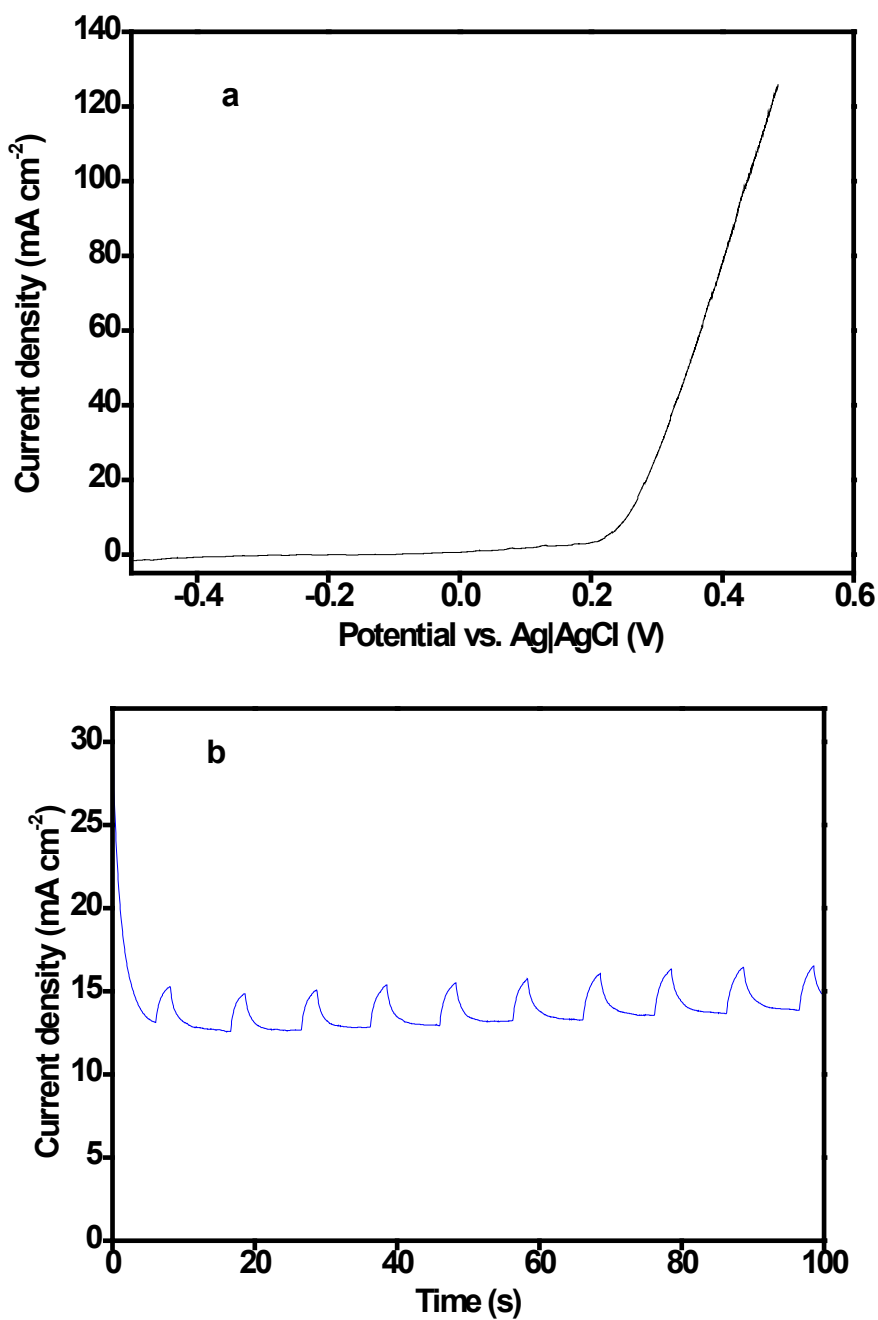 140
a
120
100
80
60
40
20
0
Current density (mA cm-2)
-0.4 -0.2 0.0 0.2 0.4 0.6
Potential vs. Ag|AgCl (V)
30
b
25
20
15
10
5
0
Current density (mA cm-2)
0 20 40 60 80 100
Time (s)